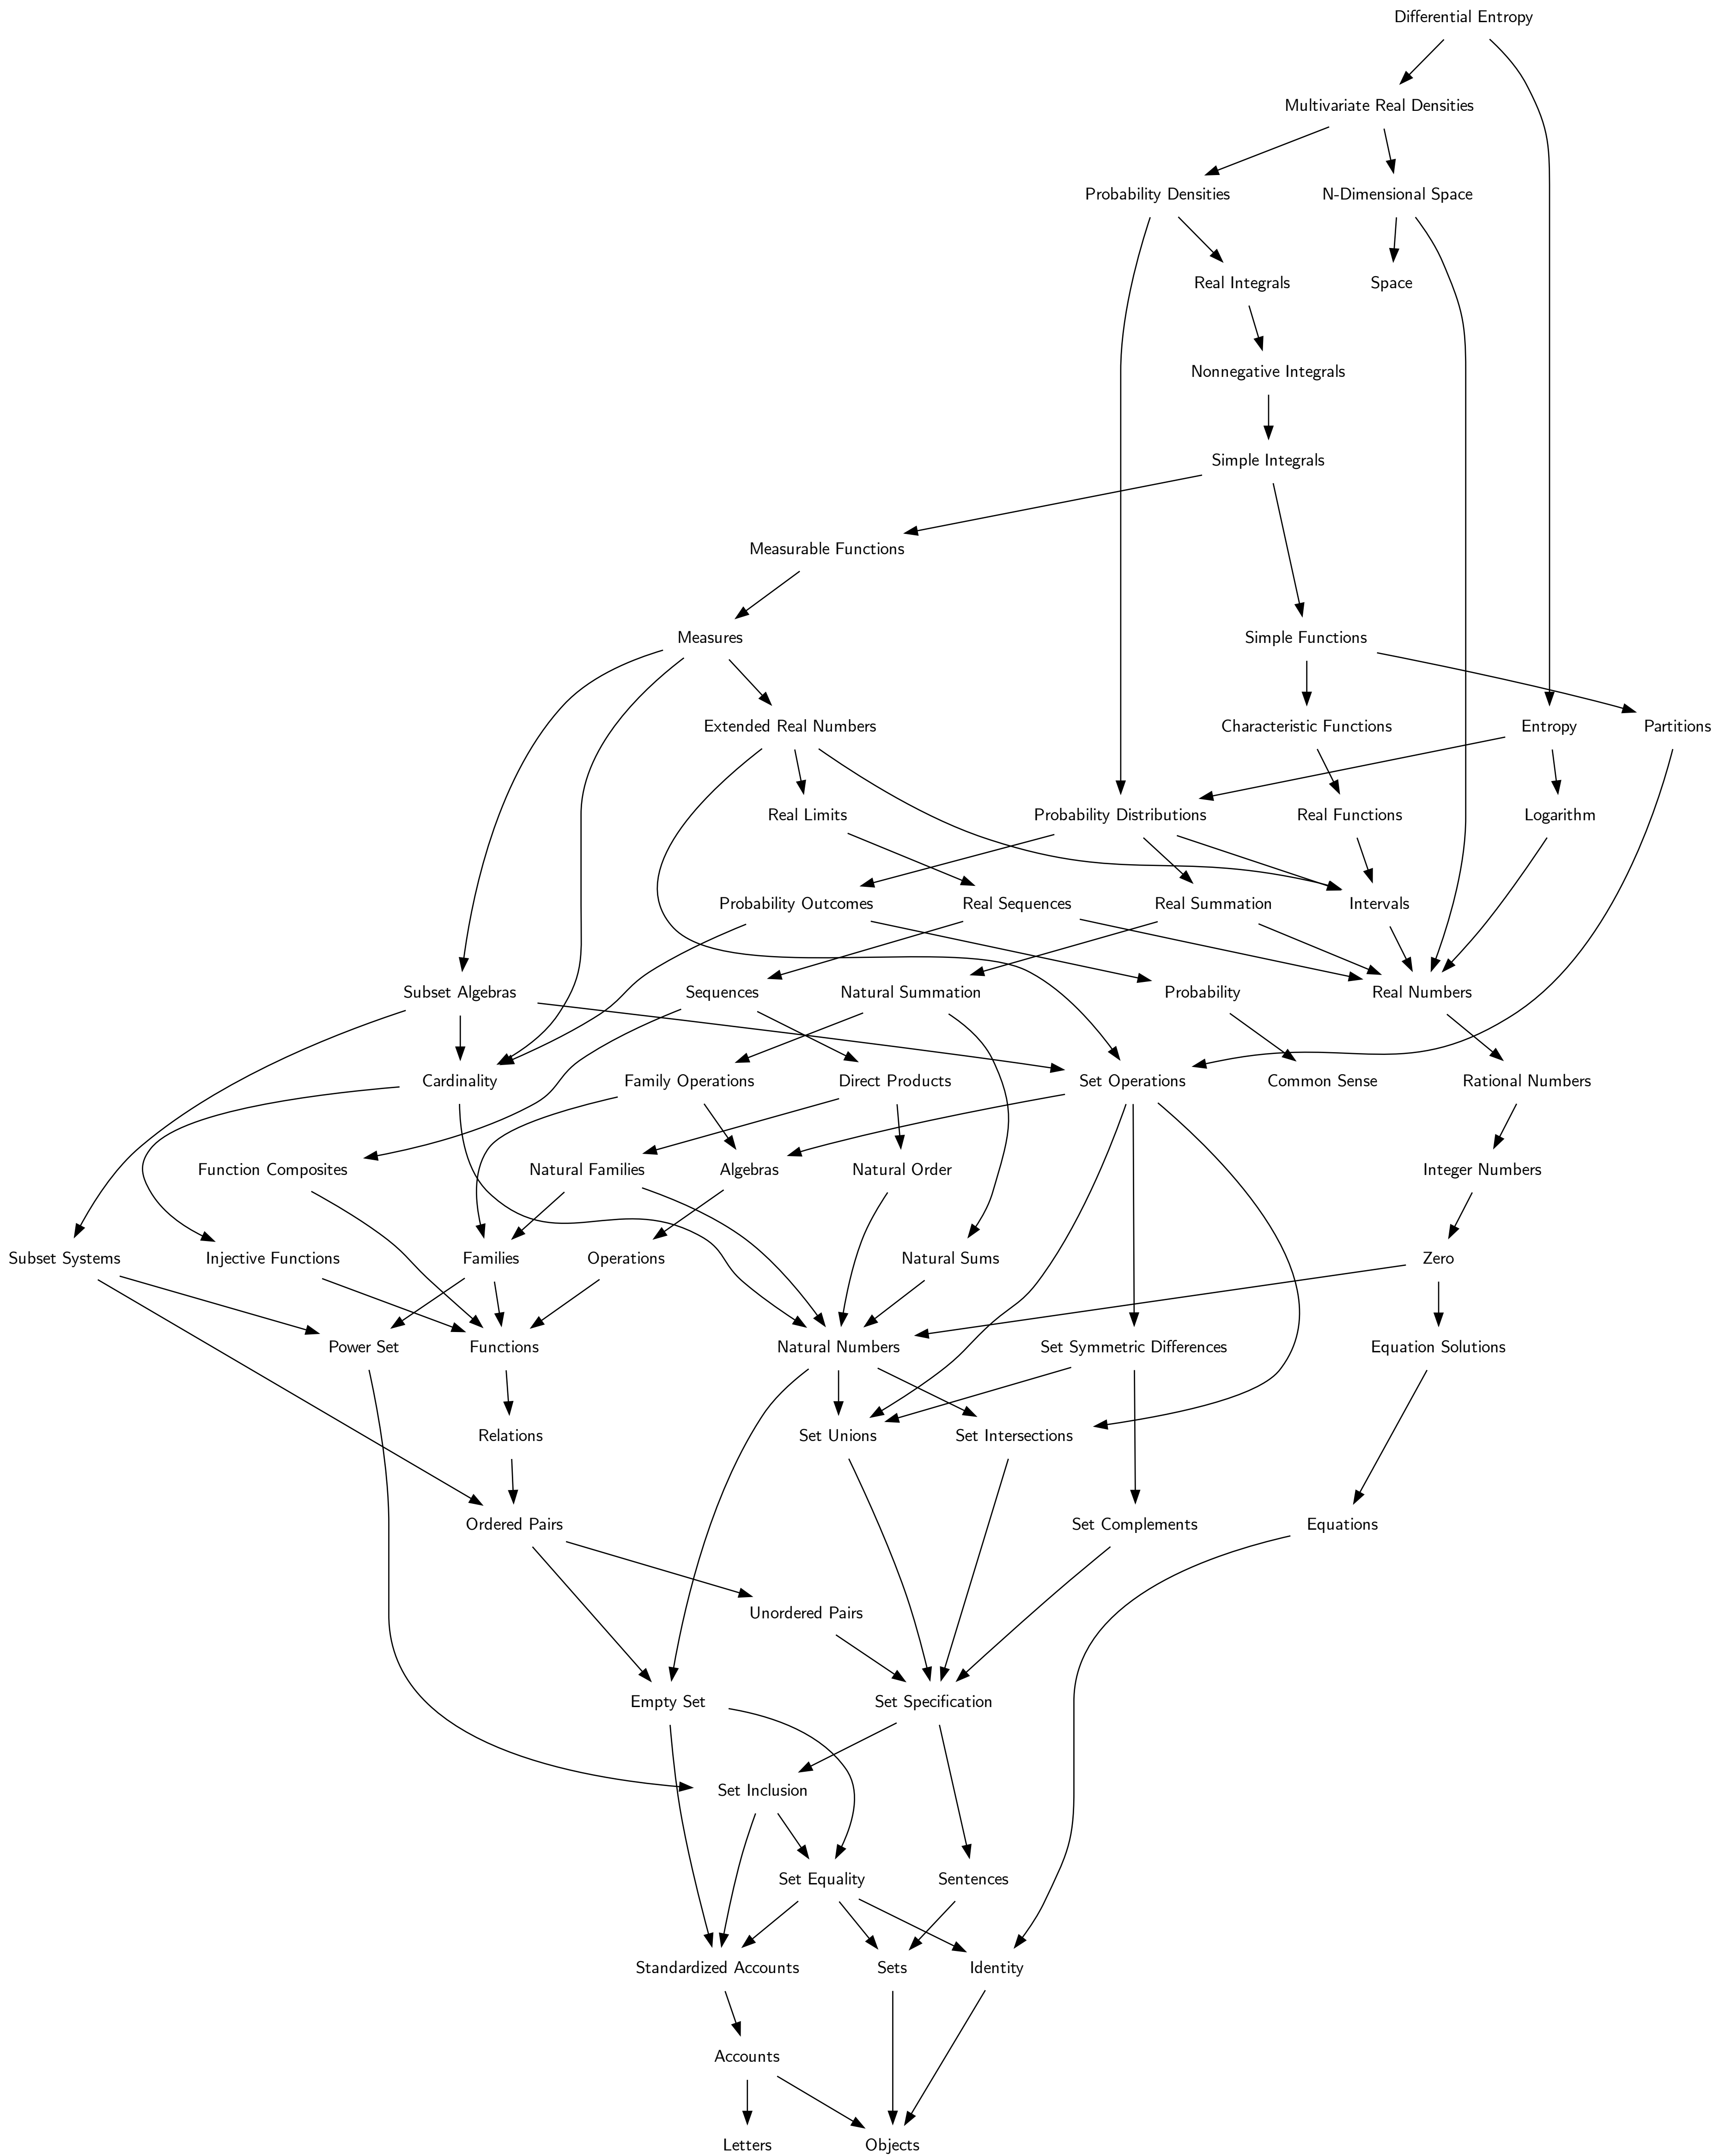 Differential Entropy
Multivariate Real Densities
Probability Densities
N-Dimensional Space
Real Integrals
Space
Nonnegative Integrals
Simple Integrals
Measurable Functions
Measures
Simple Functions
Extended Real Numbers
Characteristic Functions
Entropy
Partitions
Real Limits
Probability Distributions
Real Functions
Logarithm
Probability Outcomes
Real Sequences
Real Summation
Intervals
Subset Algebras
Sequences
Natural Summation
Probability
Real Numbers
Cardinality
Family Operations
Direct Products
Set Operations
Common Sense
Rational Numbers
Function Composites
Natural Families
Algebras
Natural Order
Integer Numbers
Subset Systems
Injective Functions
Families
Operations
Natural Sums
Zero
Power Set
Functions
Natural Numbers
Set Symmetric Differences
Equation Solutions
Relations
Set Unions
Set Intersections
Ordered Pairs
Set Complements
Equations
Unordered Pairs
Empty Set
Set Specification
Set Inclusion
Set Equality
Sentences
Standardized Accounts
Sets
Identity
Accounts
Letters
Objects